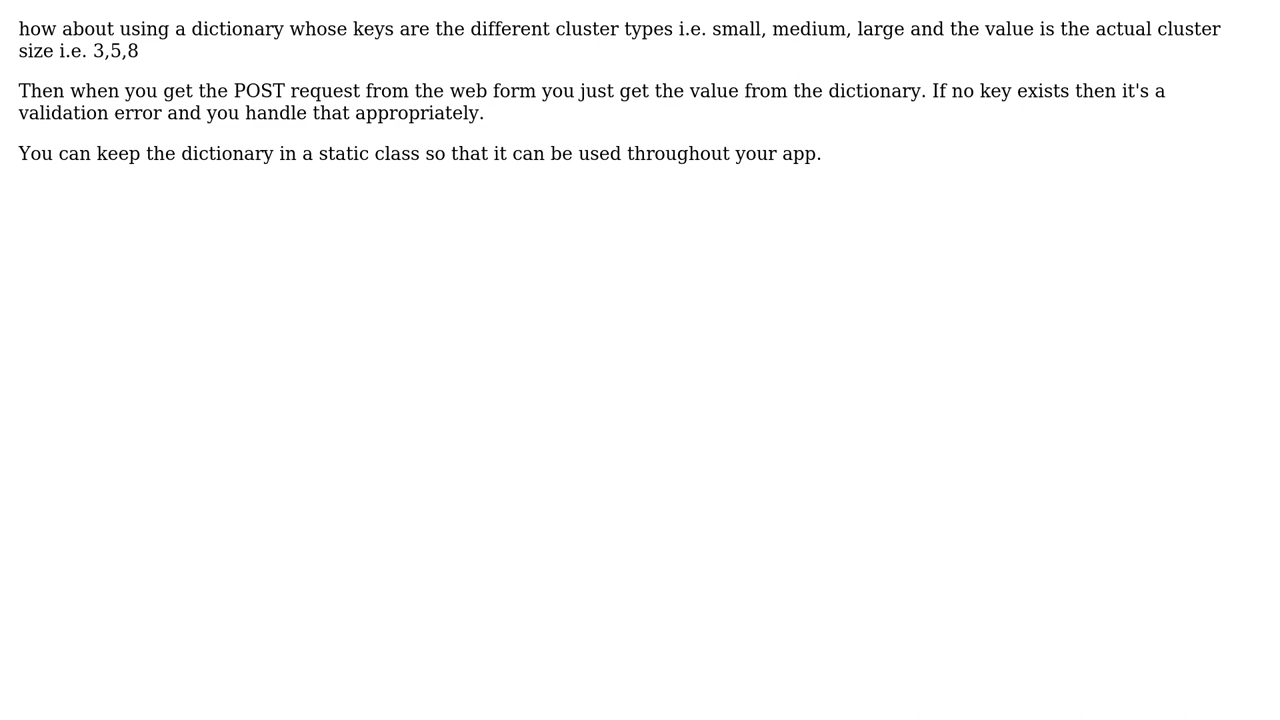 how about using a dictionary whose keys are the different cluster types i.e. small, medium, large and the value is the actual cluster
size i.e. 3,5,8
Then when you get the POST request from the web form you just get the value from the dictionary. If no key exists then it's a
validation error and you handle that appropriately.
You can keep the dictionary in a static class so that it can be used throughout your app.